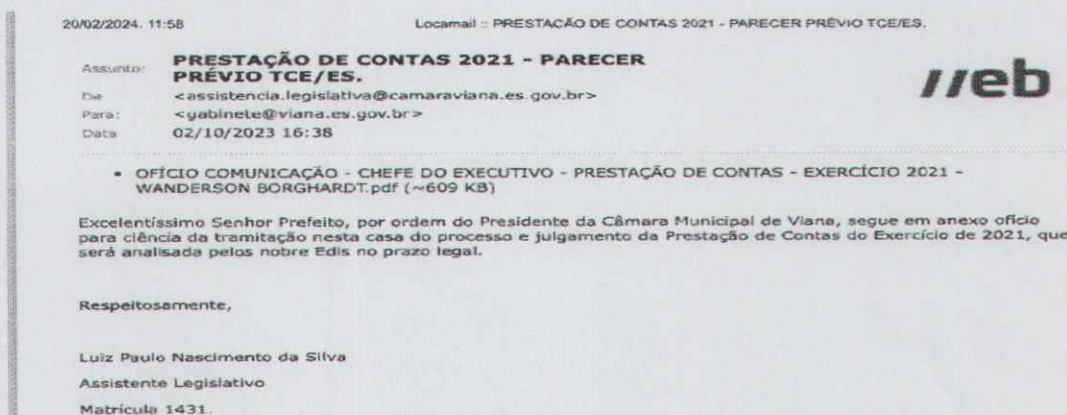 20/02/2024, 11:58 Locamail :: PRESTAÇÃO DE CONTAS 2021 - PARECER PRÉVIO TCE/ES.
Assunto: PRESTAÇÃO DE CONTAS 2021 - PARECER
PRÉVIO TCE/ES.
De <assistencia.legislativa@camaraviana.es.gov.br>
Para: <gabinete@viana.es.gov.br>
Data 02/10/2023 16:38
//eb
• OFÍCIO COMUNICAÇÃO - CHEFE DO EXECUTIVO - PRESTAÇÃO DE CONTAS - EXERCÍCIO 2021 -
WANDERSON BORGHARDT.pdf (~609 KB)
Excelentíssimo Senhor Prefeito, por ordem do Presidente da Câmara Municipal de Viana, segue em anexo ofício
para ciência da tramitação nesta casa do processo e julgamento da Prestação de Contas do Exercício de 2021, que
será analisada pelos nobre Edis no prazo legal.
Respeitosamente,
Luiz Paulo Nascimento da Silva
Assistente Legislativo
Matrícula 1431.